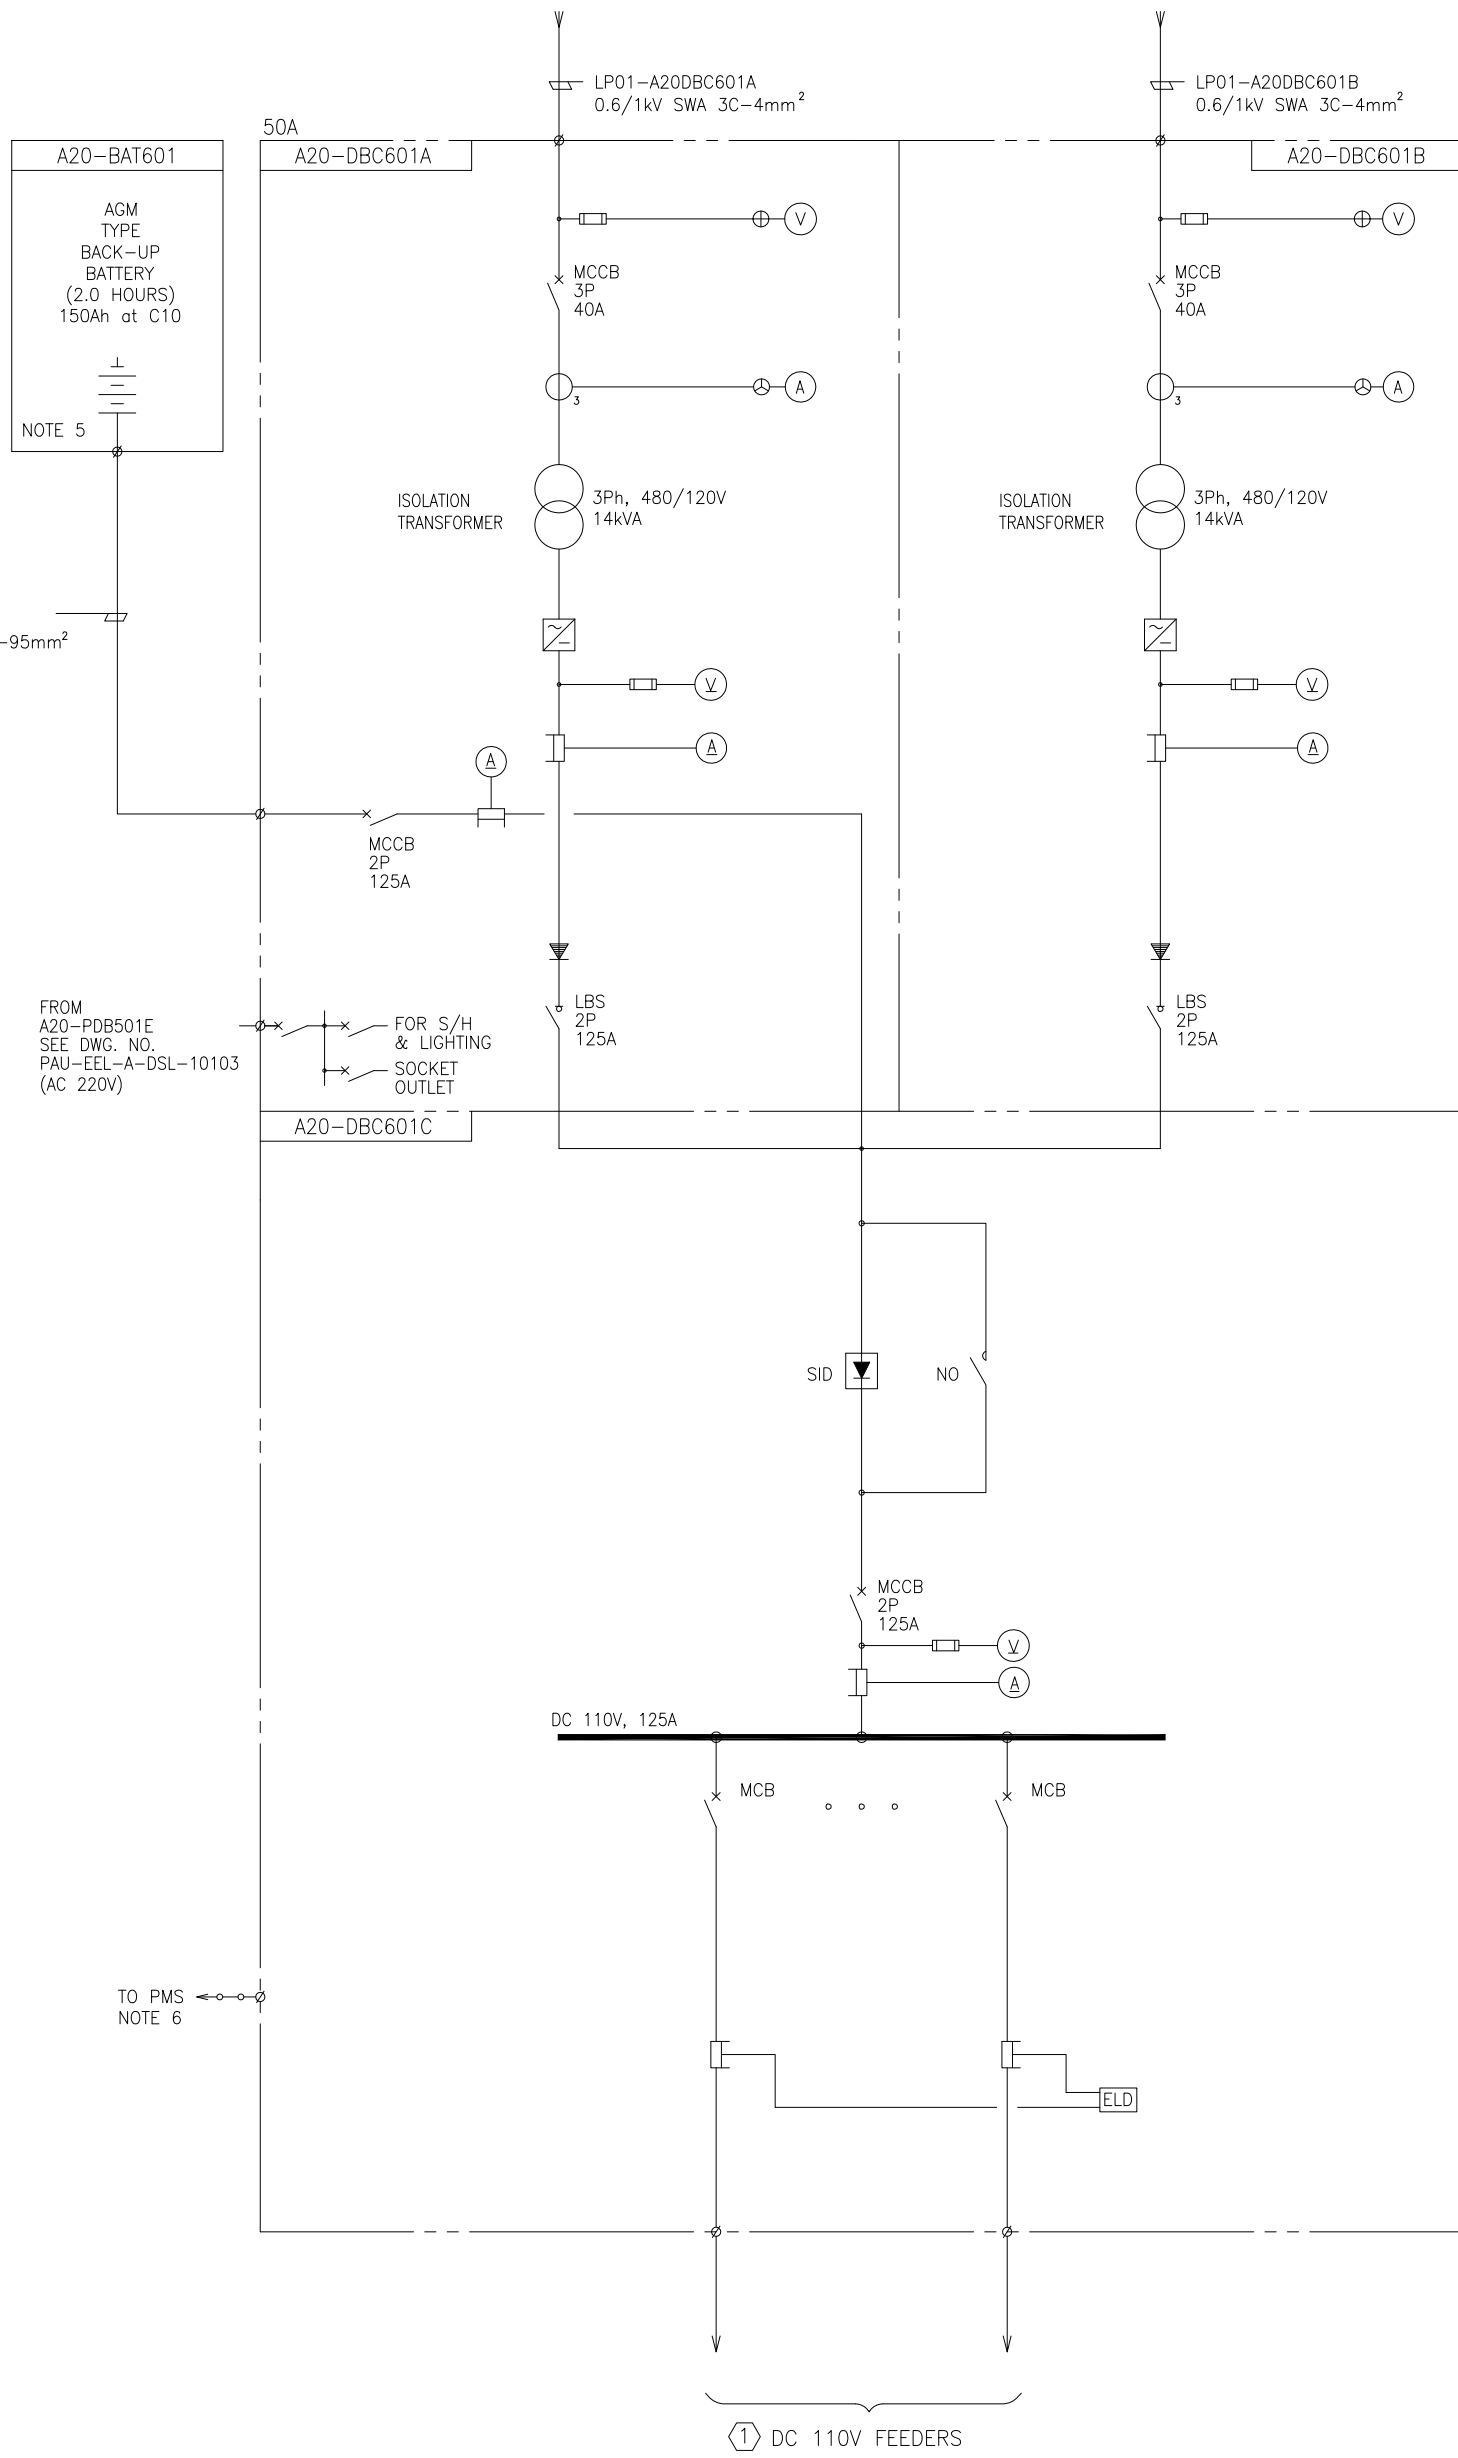 LP01-A20DBC601A
0.6/1kV SWA 3C-4mm²
LP01-A20DBC601B
0.6/1kV SWA 3C-4mm²
50A
A20-BAT601
A20-DBC601A
A20-DBC601B
AGM
TYPE
BACK-UP
BATTERY
(2.0 HOURS)
150Ah at C10
NOTE 5
V
V
MCCB
3P
40A
MCCB
3P
40A
3
A
3
A
ISOLATION
TRANSFORMER
3Ph, 480/120V
14kVA
ISOLATION
TRANSFORMER
3Ph, 480/120V
14kVA
-95mm²
V
V
A
A
A
MCCB
2P
125A
FROM
A20-PDB501E
SEE DWG. NO.
PAU-EEL-A-DSL-10103
(AC 220V)
FOR S/H
& LIGHTING
SOCKET
OUTLET
LBS
2P
125A
LBS
2P
125A
A20-DBC601C
SID
NO
MCCB
2P
125A
V
A
DC 110V, 125A
MCB
MCB
TO PMS
NOTE 6
ELD
1 DC 110V FEEDERS